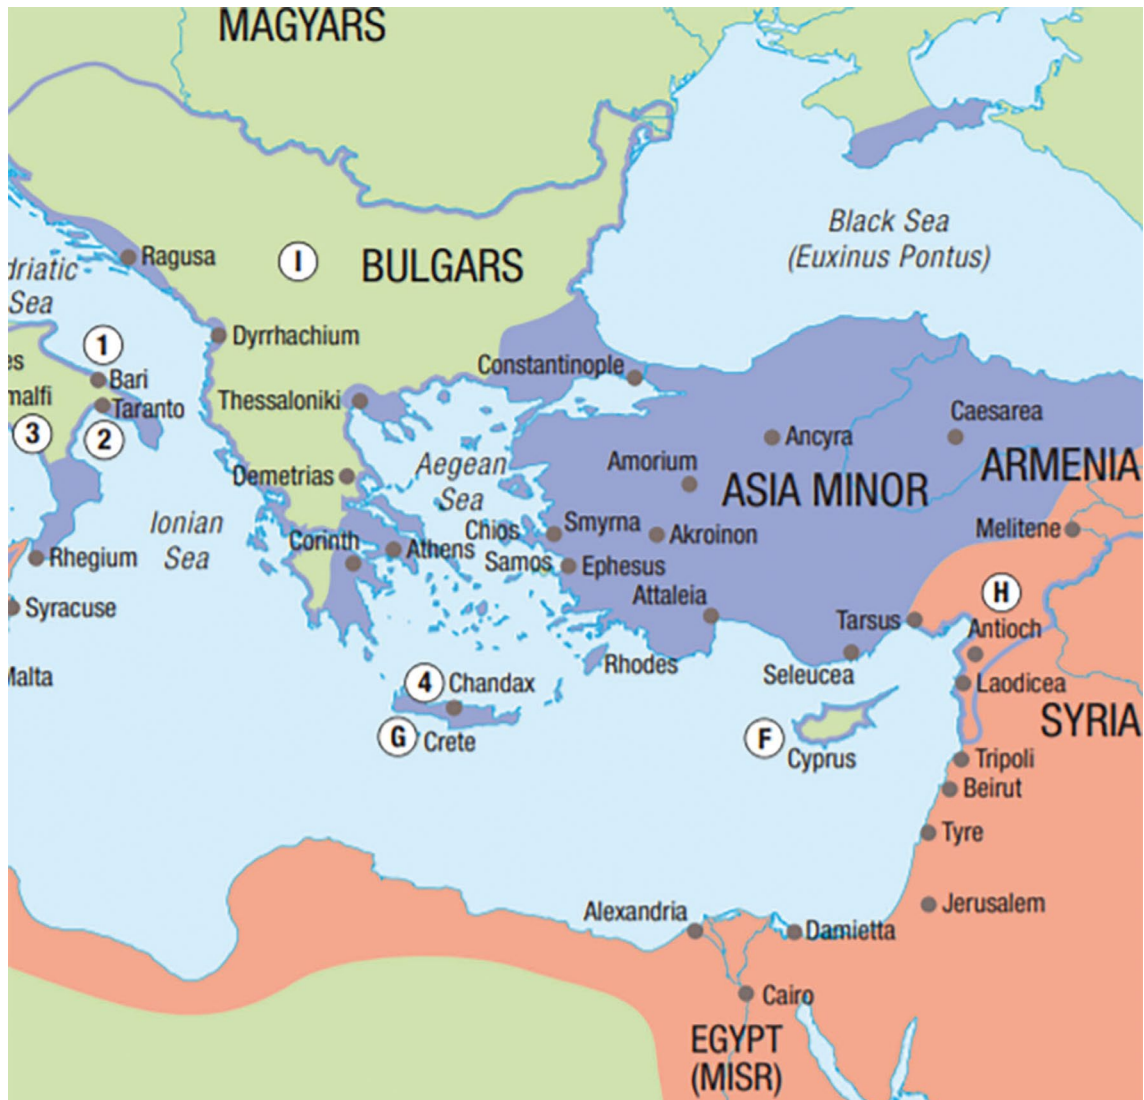 MAGYARS
Black Sea
(Euxinus Pontus)
Ragusa
I
BULGARS
driatic
Sea
Dyrrhachium
1
Constantinople
es
Bari
malfi
Taranto
Thessaloniki
Caesarea
3
2
Ancyra
Demetrias
Aegean
Sea
Amorium
ASIA MINOR
ARMENIA
Ionian
Sea
Chios
Smyrna
Akroinon
Melitene
Corinth
Athens
Samos
Ephesus
Rhegium
H
Attaleia
Syracuse
Tarsus
Antioch
Rhodes
Seleucea
Malta
4
Chandax
Laodicea
G
Crete
F
Cyprus
SYRIA
Tripoli
Beirut
Tyre
Jerusalem
Alexandria
Damietta
Cairo
EGYPT
(MISR)